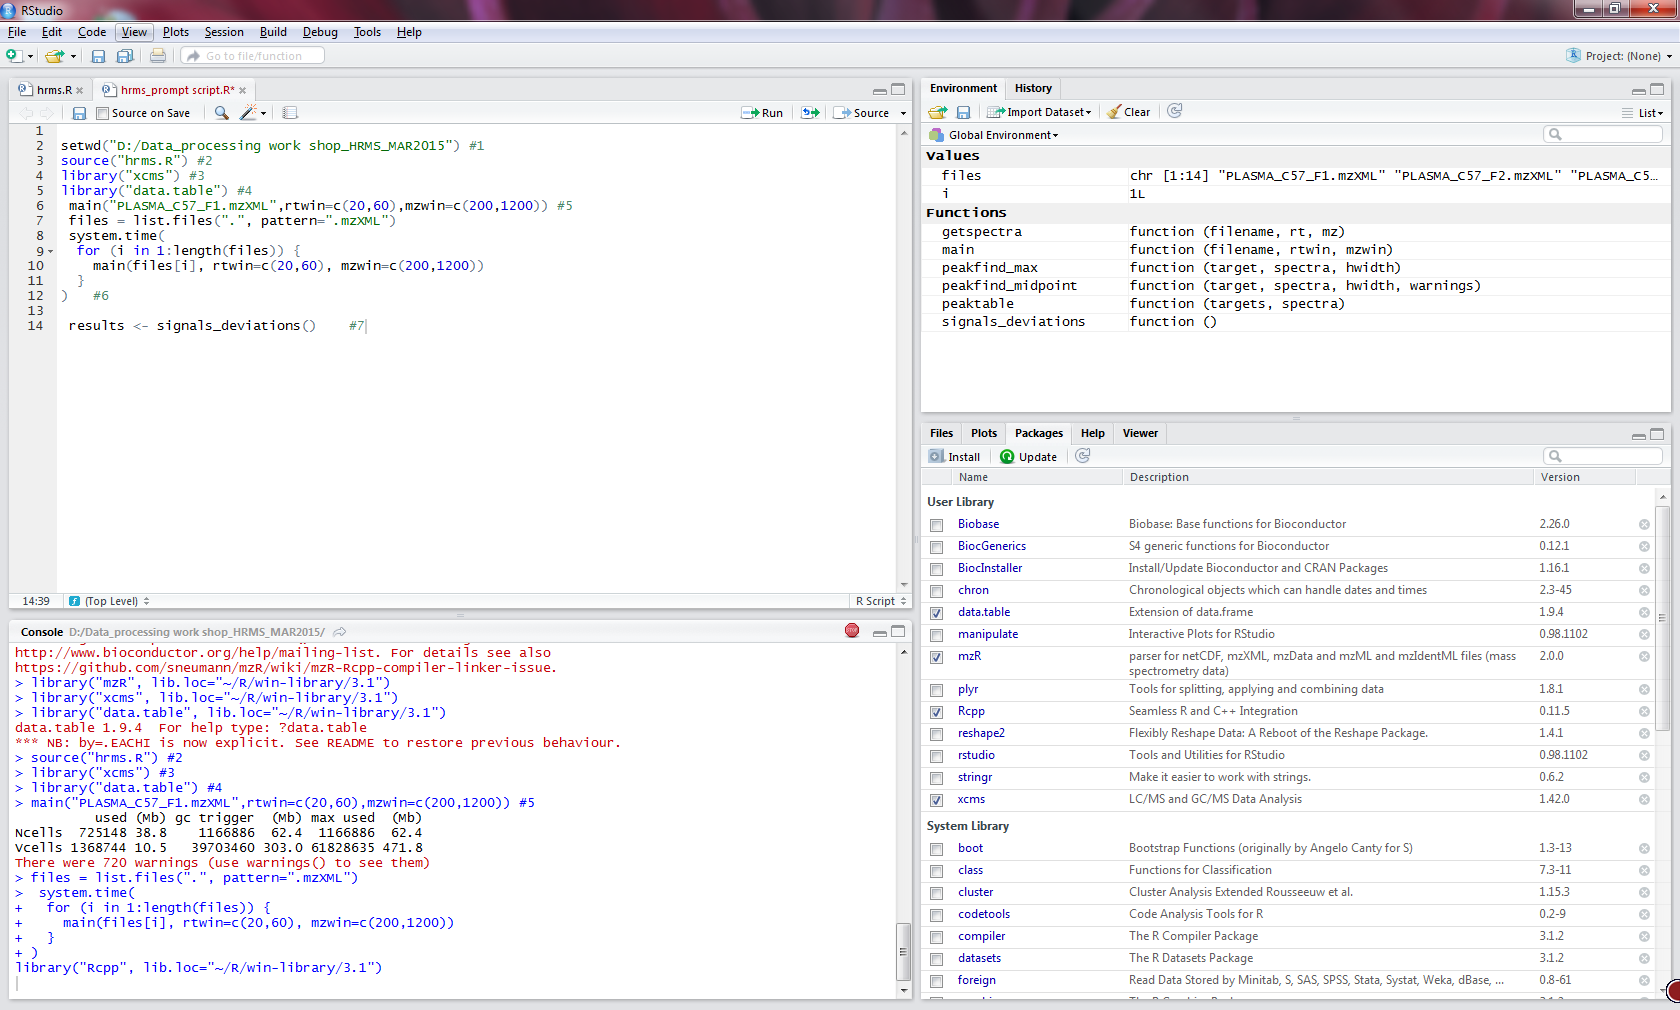 RStudio
File Edit Code View Plots Session Build Debug Tools Help
Go to file/function
Project: (None)
hrms.R
hrms_prompt script.R*
Source on Save
Run
Source
1
2 setwd("D:/Data_processing work shop_HRMS_MAR2015") #1
3 source("hrms.R") #2
4 library("xcms") #3
5 library("data.table") #4
6 main("PLASMA_C57_F1.mzXML",rtwin=c(20,60),mzwin=c(200,1200)) #5
7 files = list.files(".", pattern=".mzXML")
8 system.time(
9 for (i in 1:length(files)) {
10 main(files[i], rtwin=c(20,60), mzwin=c(200,1200))
11 }
12 ) #6
13
14 results <- signals_deviations() #7
14:39 (Top Level) R Script
Console D:/Data_processing work shop_HRMS_MAR2015/
http://www.bioconductor.org/help/mailing-list. For details see also
https://github.com/sneumann/mzR/wiki/mzR-Rcpp-compiler-linker-issue.
> library("mzR", lib.loc="~/R/win-library/3.1")
> library("xcms", lib.loc="~/R/win-library/3.1")
> library("data.table", lib.loc="~/R/win-library/3.1")
data.table 1.9.4  For help type: ?data.table
*** NB: by=.EACHI is now explicit. See README to restore previous behaviour.
> source("hrms.R") #2
> library("xcms") #3
> library("data.table") #4
> main("PLASMA_C57_F1.mzXML",rtwin=c(20,60),mzwin=c(200,1200)) #5
used (Mb) gc trigger (Mb) max used (Mb)
Ncells 725148 38.8 1166886 62.4 1166886 62.4
Vcells 1368744 10.5 39703460 303.0 61828635 471.8
There were 720 warnings (use warnings() to see them)
> files = list.files(".", pattern=".mzXML")
> system.time(
+ for (i in 1:length(files)) {
+ main(files[i], rtwin=c(20,60), mzwin=c(200,1200))
+ }
+ )
library("Rcpp", lib.loc="~/R/win-library/3.1")
Environment History
Import Dataset Clear List
Global Environment
Values
files chr [1:14] "PLASMA_C57_F1.mzXML" "PLASMA_C57_F2.mzXML" "PLASMA_C5...
i 1L
Functions
getspectra function (filename, rt, mz)
main function (filename, rtwin, mzwin)
peakfind_max function (target, spectra, hwidth)
peakfind_midpoint function (target, spectra, hwidth, warnings)
peaktable function (targets, spectra)
signals_deviations function ()
Files Plots Packages Help Viewer
Install Update
Name Description Version
User Library
Biobase Biobase: Base functions for Bioconductor 2.26.0
BiocGenerics S4 generic functions for Bioconductor 0.12.1
BiocInstaller Install/Update Bioconductor and CRAN Packages 1.16.1
chron Chronological objects which can handle dates and times 2.3-45
data.table Extension of data.frame 1.9.4
manipulate Interactive Plots for RStudio 0.98.1102
mzR parser for netCDF, mzXML, mzData and mzML and mzIdentML files (mass 2.0.0
spectrometry data)
plyr Tools for splitting, applying and combining data 1.8.1
Rcpp Seamless R and C++ Integration 0.11.5
reshape2 Flexibly Reshape Data: A Reboot of the Reshape Package. 1.4.1
rstudio Tools and Utilities for RStudio 0.98.1102
stringr Make it easier to work with strings. 0.6.2
xcms LC/MS and GC/MS Data Analysis 1.42.0
System Library
boot Bootstrap Functions (originally by Angelo Canty for S) 1.3-13
class Functions for Classification 7.3-11
cluster Cluster Analysis Extended Rousseeuw et al. 1.15.3
codetools Code Analysis Tools for R 0.2-9
compiler The R Compiler Package 3.1.2
datasets The R Datasets Package 3.1.2
foreign Read Data Stored by Minitab, S, SAS, SPSS, Stata, Systat, Weka, dBase, ... 0.8-61